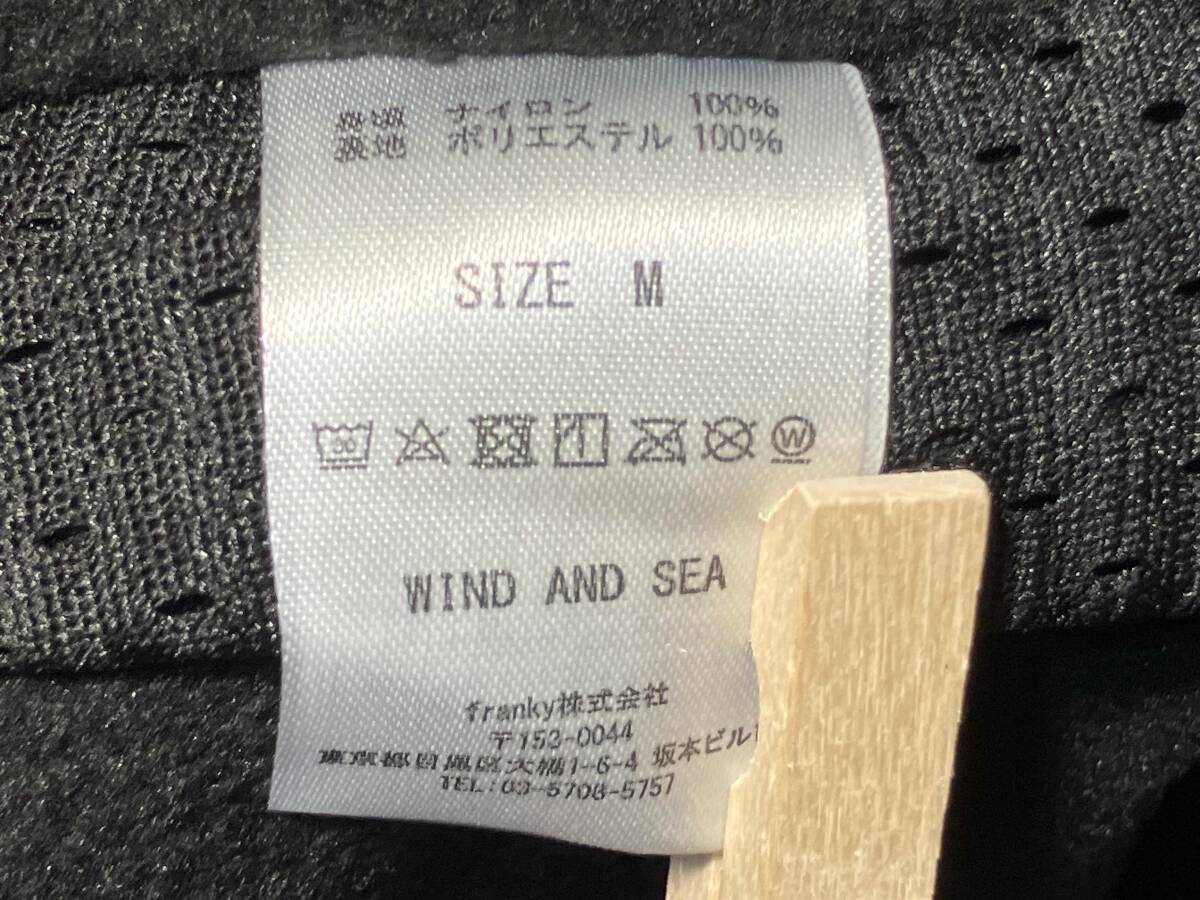 ナイロン 100%
裏地 ポリエステル 100%
SIZE M
W
WIND AND SEA
franky株式会社
〒153-0044
東京都目黒区大橋1-6-4 坂本ビル
TEL:03-5708-5757